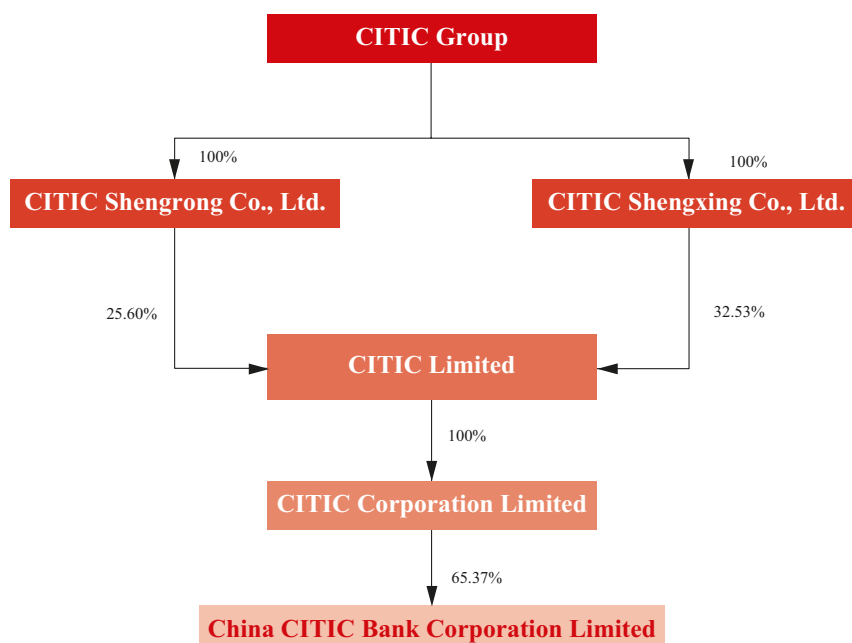 CITIC Group
100%
100%
CITIC Shengrong Co., Ltd.
CITIC Shengxing Co., Ltd.
25.60%
32.53%
CITIC Limited
100%
CITIC Corporation Limited
65.37%
China CITIC Bank Corporation Limited